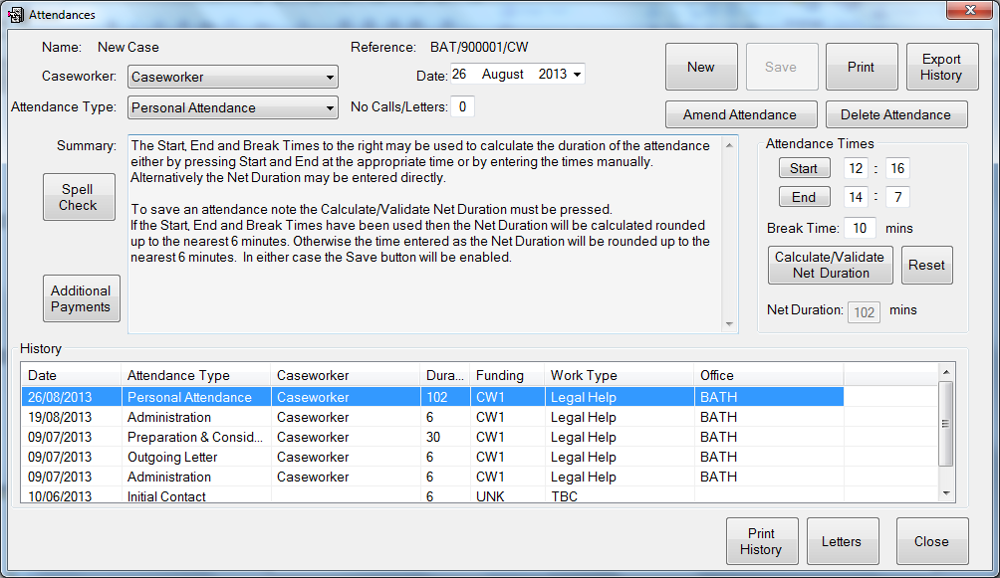 Attendances
Name: New Case
Reference: BAT/900001/CW
Caseworker: Caseworker
Date: 26 August 2013
Attendance Type: Personal Attendance
No Calls/Letters: 0
New
Save
Print
Export
History
Amend Attendance
Delete Attendance
Summary:
The Start, End and Break Times to the right may be used to calculate the duration of the attendance
either by pressing Start and End at the appropriate time or by entering the times manually.
Alternatively the Net Duration may be entered directly.
To save an attendance note the Calculate/Validate Net Duration must be pressed.
If the Start, End and Break Times have been used then the Net Duration will be calculated rounded
up to the nearest 6 minutes. Otherwise the time entered as the Net Duration will be rounded up to the
nearest 6 minutes. In either case the Save button will be enabled.
Spell
Check
Additional
Payments
Attendance Times
Start 12 : 16
End 14 : 7
Break Time: 10 mins
Calculate/Validate
Net Duration
Reset
Net Duration: 102 mins
History
Date Attendance Type Caseworker Dura... Funding Work Type Office
26/08/2013 Personal Attendance Caseworker 102 CW1 Legal Help BATH
19/08/2013 Administration Caseworker 6 CW1 Legal Help BATH
09/07/2013 Preparation & Consid... Caseworker 30 CW1 Legal Help BATH
09/07/2013 Outgoing Letter Caseworker 6 CW1 Legal Help BATH
09/07/2013 Administration Caseworker 6 CW1 Legal Help BATH
10/06/2013 Initial Contact 6 UNK TBC
Print
History
Letters
Close